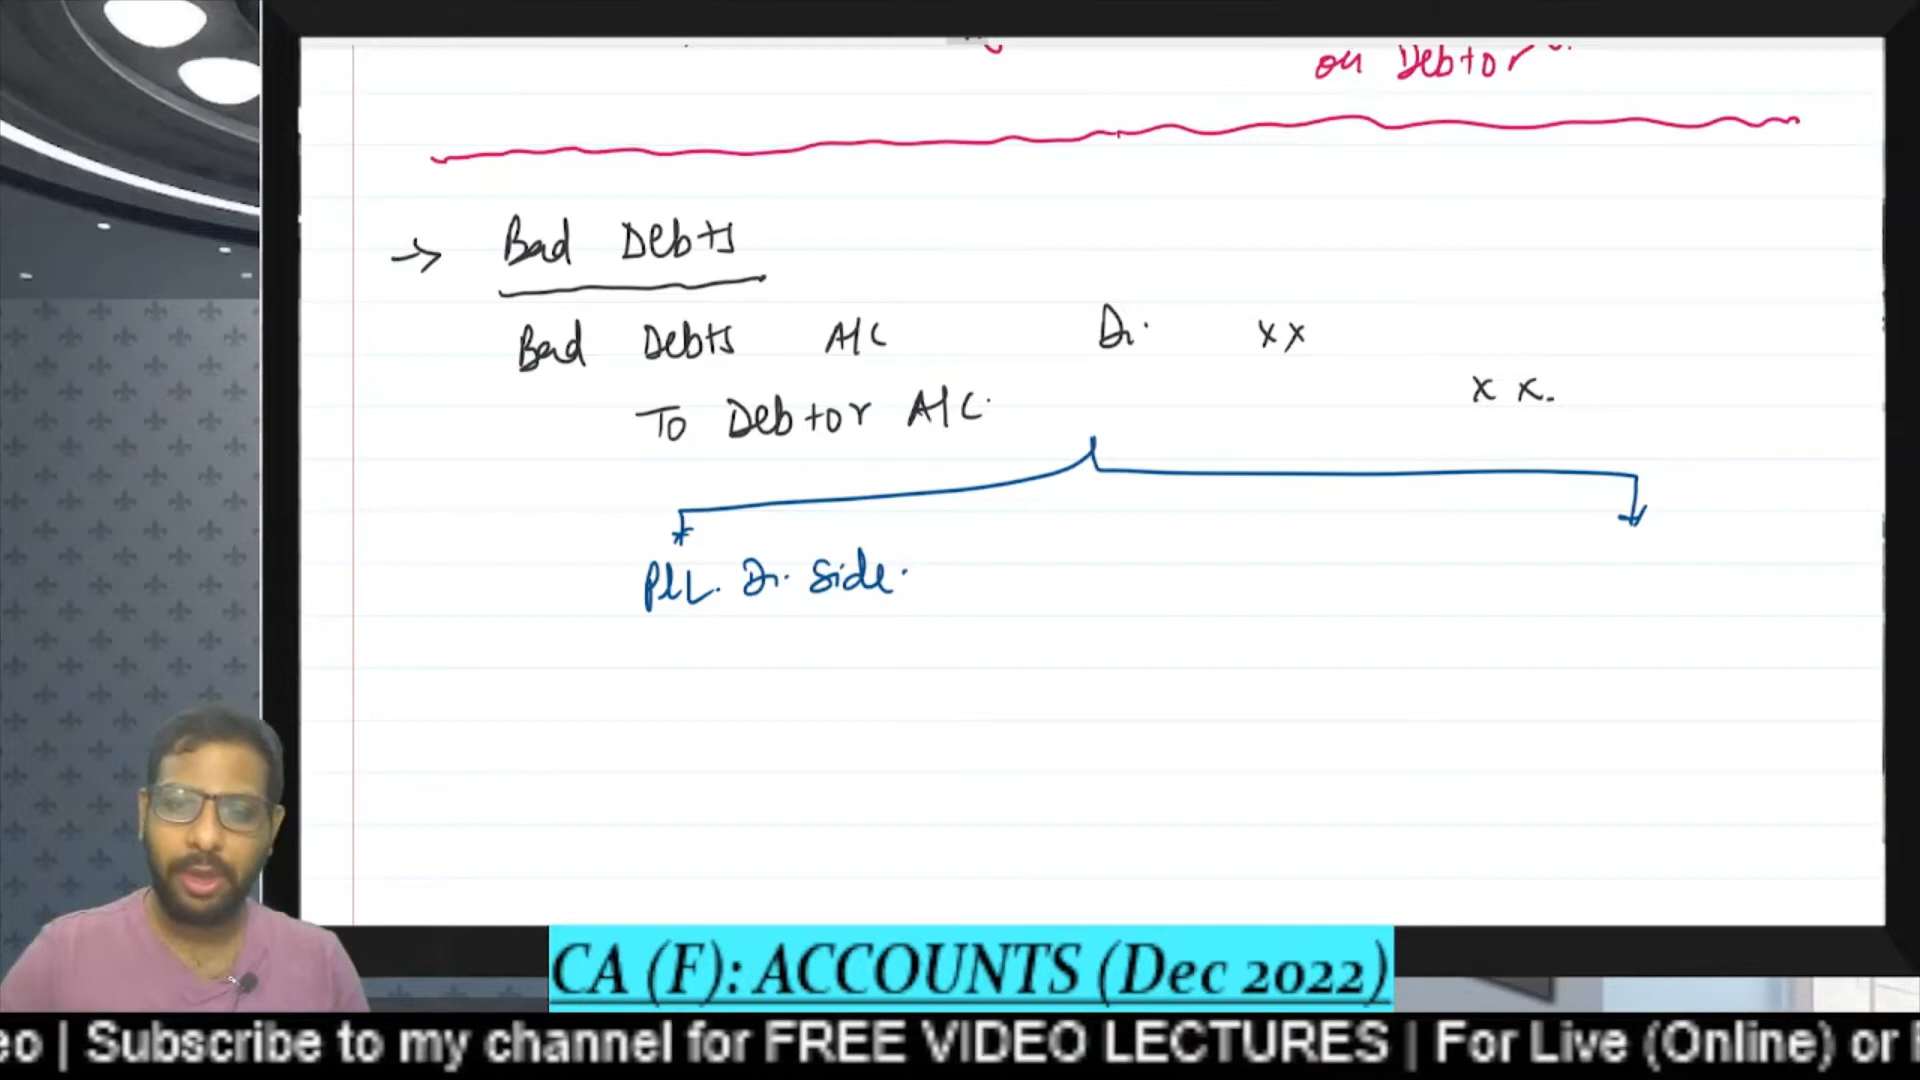 on Debtor
→ Bad Debts
Bad Debts A/c Dr. xx
To Debtor A/c. xx.
P&L. Dr. Side.
CA (F): ACCOUNTS (Dec 2022)
eo | Subscribe to my channel for FREE VIDEO LECTURES | For Live (Online) or